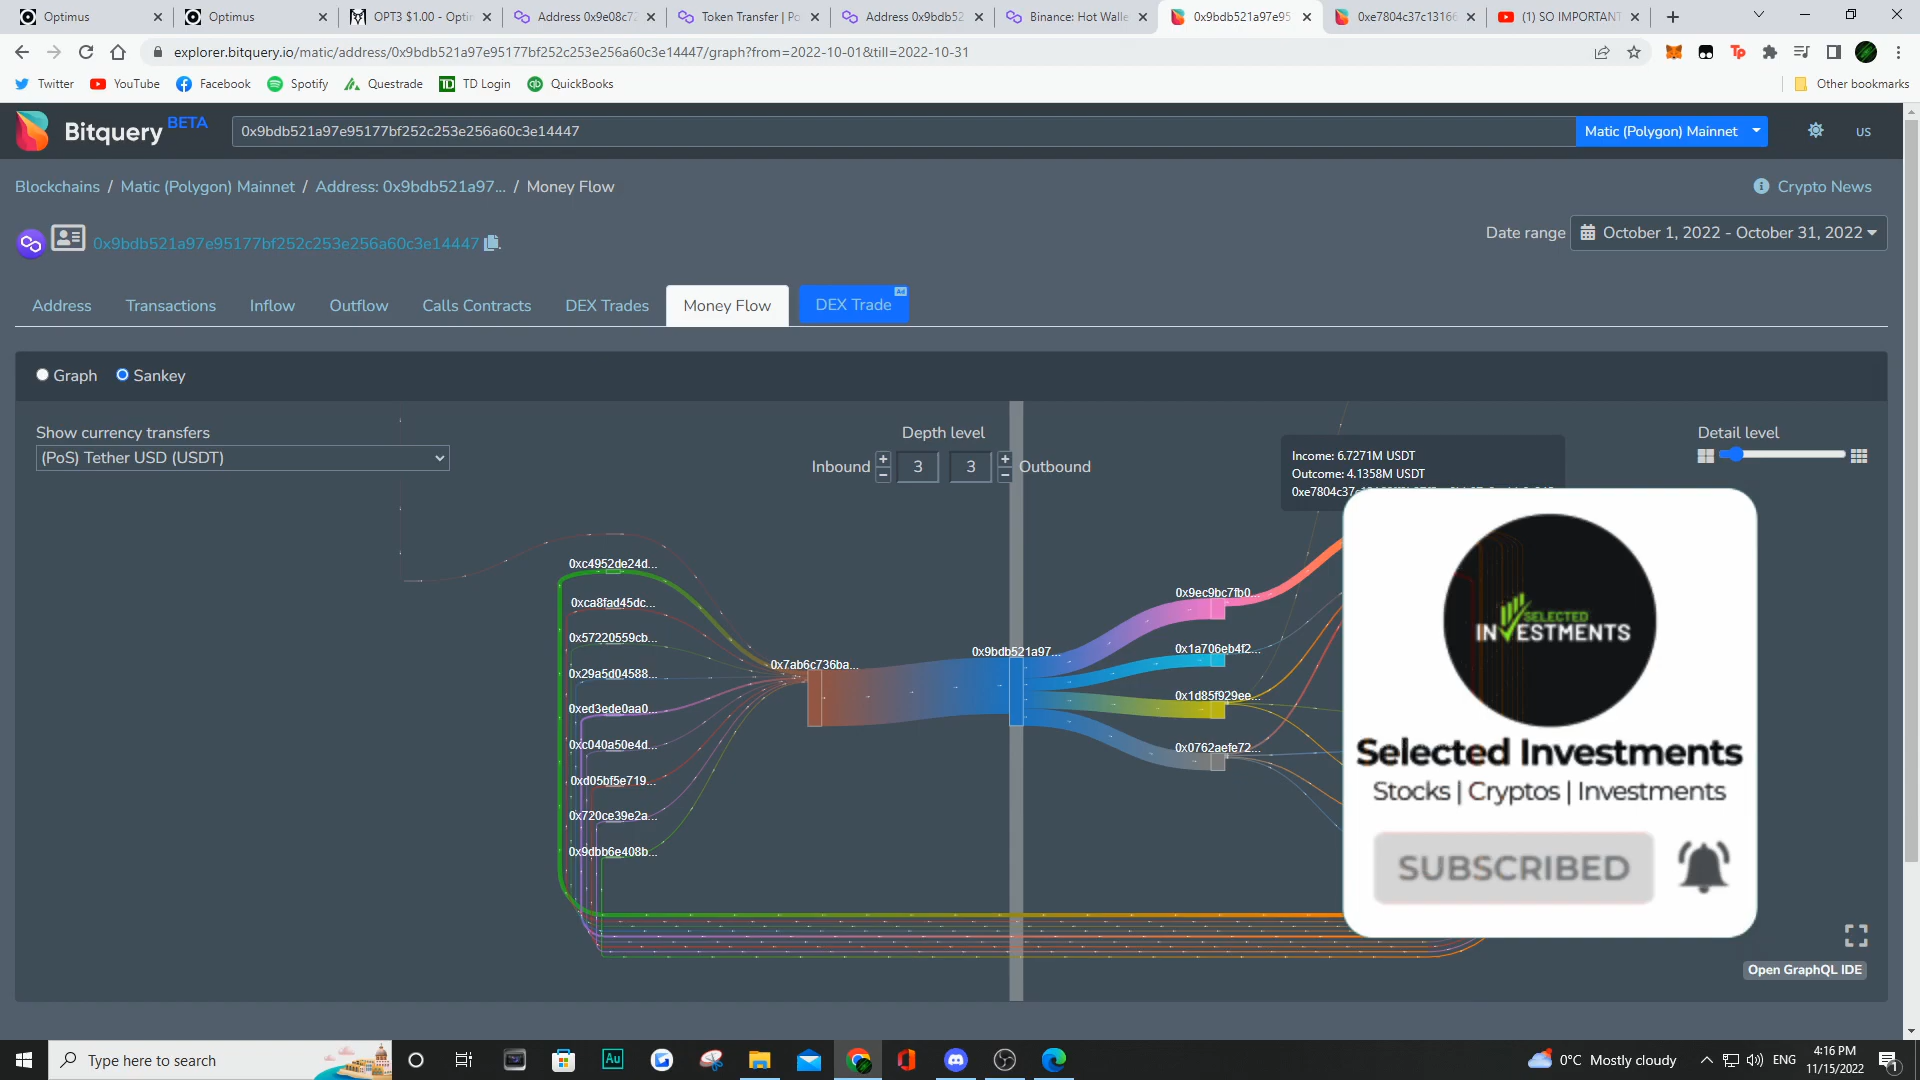 Optimus
Optimus
OPT3 $1.00 - Optim
Address 0x9e08c72
Token Transfer | Po
Address 0x9bdb52
Binance: Hot Walle
0x9bdb521a97e95
0xe7804c37c13166
(1) SO IMPORTANT
explorer.bitquery.io/matic/address/0x9bdb521a97e95177bf252c253e256a60c3e14447/graph?from=2022-10-01&till=2022-10-31
Twitter
YouTube
Facebook
Spotify
Questrade
TD Login
QuickBooks
Other bookmarks
Bitquery BETA
0x9bdb521a97e95177bf252c253e256a60c3e14447
Matic (Polygon) Mainnet
US
Blockchains / Matic (Polygon) Mainnet / Address: 0x9bdb521a97... / Money Flow
Crypto News
0x9bdb521a97e95177bf252c253e256a60c3e14447
Date range
October 1, 2022 - October 31, 2022
Address
Transactions
Inflow
Outflow
Calls Contracts
DEX Trades
Money Flow
DEX Trade
Ad
Graph
Sankey
Show currency transfers
(PoS) Tether USD (USDT)
Depth level
Inbound + - 3 3 + - Outbound
Detail level
Income: 6.7271M USDT
Outcome: 4.1358M USDT
0xc4952de24d...
0xca8fad45dc...
0x57220559cb...
0x29a5d04588...
0xed3ede0aa0...
0xc040a50e4d...
0xd05bf5e719...
0x720ce39e2a...
0x9dbb6e408b...
0x7ab6c736ba...
0x9bdb521a97...
0x9ec9bc7fb0...
0x1a706eb4f2...
0x1d85f929ee...
0x0762aefe72...
SELECTED
INVESTMENTS
Selected Investments
Stocks | Cryptos | Investments
SUBSCRIBED
Open GraphQL IDE
Type here to search
Au
0°C Mostly cloudy
ENG
4:16 PM
11/15/2022
1